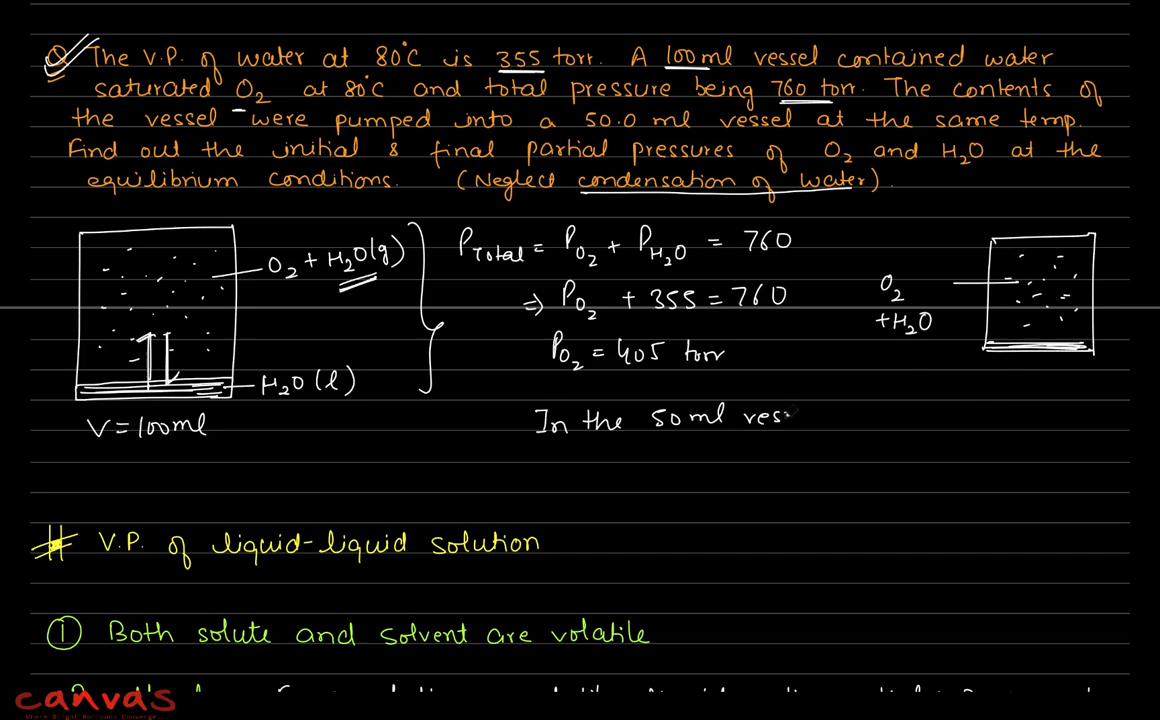 Q The V.P. of water at 80°C is 355 torr. A 100ml vessel contained water
saturated O2 at 80°C and total pressure being 760 torr. The contents of
the vessel were pumped into a 50.0 ml vessel at the same temp.
Find out the initial & final partial pressures of O2 and H2O at the
equilibrium conditions. (Neglect condensation of water).
O2 + H2O(g)
H2O(l)
V = 100ml
PTotal = PO2 + PH2O = 760
⇒ PO2 + 355 = 760
PO2 = 405 torr
In the 50ml ves
O2
+H2O
# V.P. of liquid-liquid solution
① Both solute and solvent are volatile
canvas